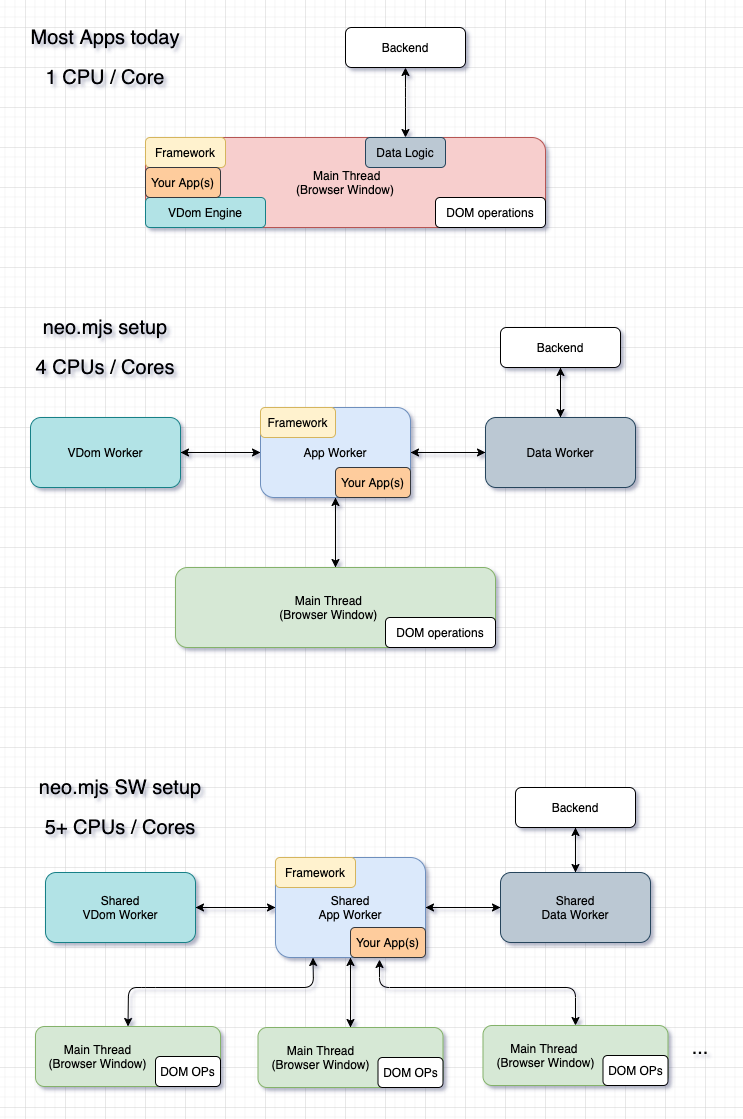 Most Apps today
1 CPU / Core
Backend
Framework
Data Logic
Your App(s)
Main Thread
(Browser Window)
VDom Engine
DOM operations
neo.mjs setup
4 CPUs / Cores
Backend
VDom Worker
Framework
App Worker
Your App(s)
Data Worker
Main Thread
(Browser Window)
DOM operations
neo.mjs SW setup
5+ CPUs / Cores
Backend
Shared
VDom Worker
Framework
Shared
App Worker
Your App(s)
Shared
Data Worker
Main Thread
(Browser Window)
DOM OPs
Main Thread
(Browser Window)
DOM OPs
Main Thread
(Browser Window)
DOM OPs
...